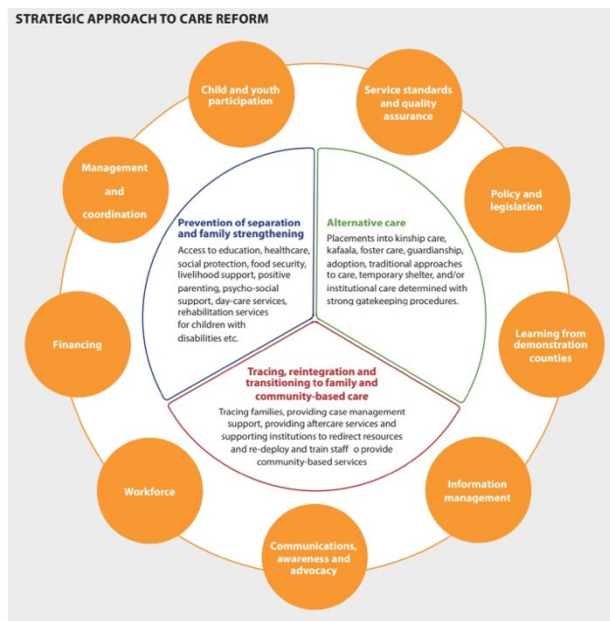 STRATEGIC APPROACH TO CARE REFORM
Child and youth
participation
Service standards
and quality
assurance
Management
and
coordination
Policy and
legislation
Prevention of separation
and family strengthening
Access to education, healthcare,
social protection, food security,
livelihood support, positive
parenting, psycho-social
support, day-care services,
rehabilitation services
for children with
disabilities etc.
Alternative care
Placements into kinship care,
kafaala, foster care, guardianship,
adoption, traditional approaches
to care, temporary shelter, and/or
institutional care determined with
strong gatekeeping procedures.
Financing
Learning from
demonstration
counties
Tracing, reintegration and
transitioning to family and
community-based care
Tracing families, providing case management
support, providing aftercare services and
supporting institutions to redirect resources
and re-deploy and train staff  o provide
community-based services
Workforce
Information
management
Communications,
awareness and
advocacy